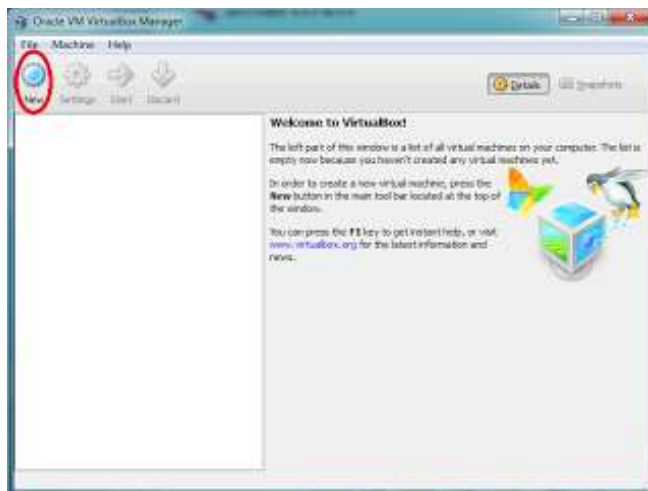 Oracle VM VirtualBox Manager
File Machine Help
New Settings Start Discard
Details Snapshots
Welcome to VirtualBox!
The left part of this window is a list of all virtual machines on your computer. The list is
empty now because you haven't created any virtual machines yet.
In order to create a new virtual machine, press the
New button in the main tool bar located at the top of
the window.
You can press the F1 key to get instant help, or visit
www.virtualbox.org for the latest information and
news.